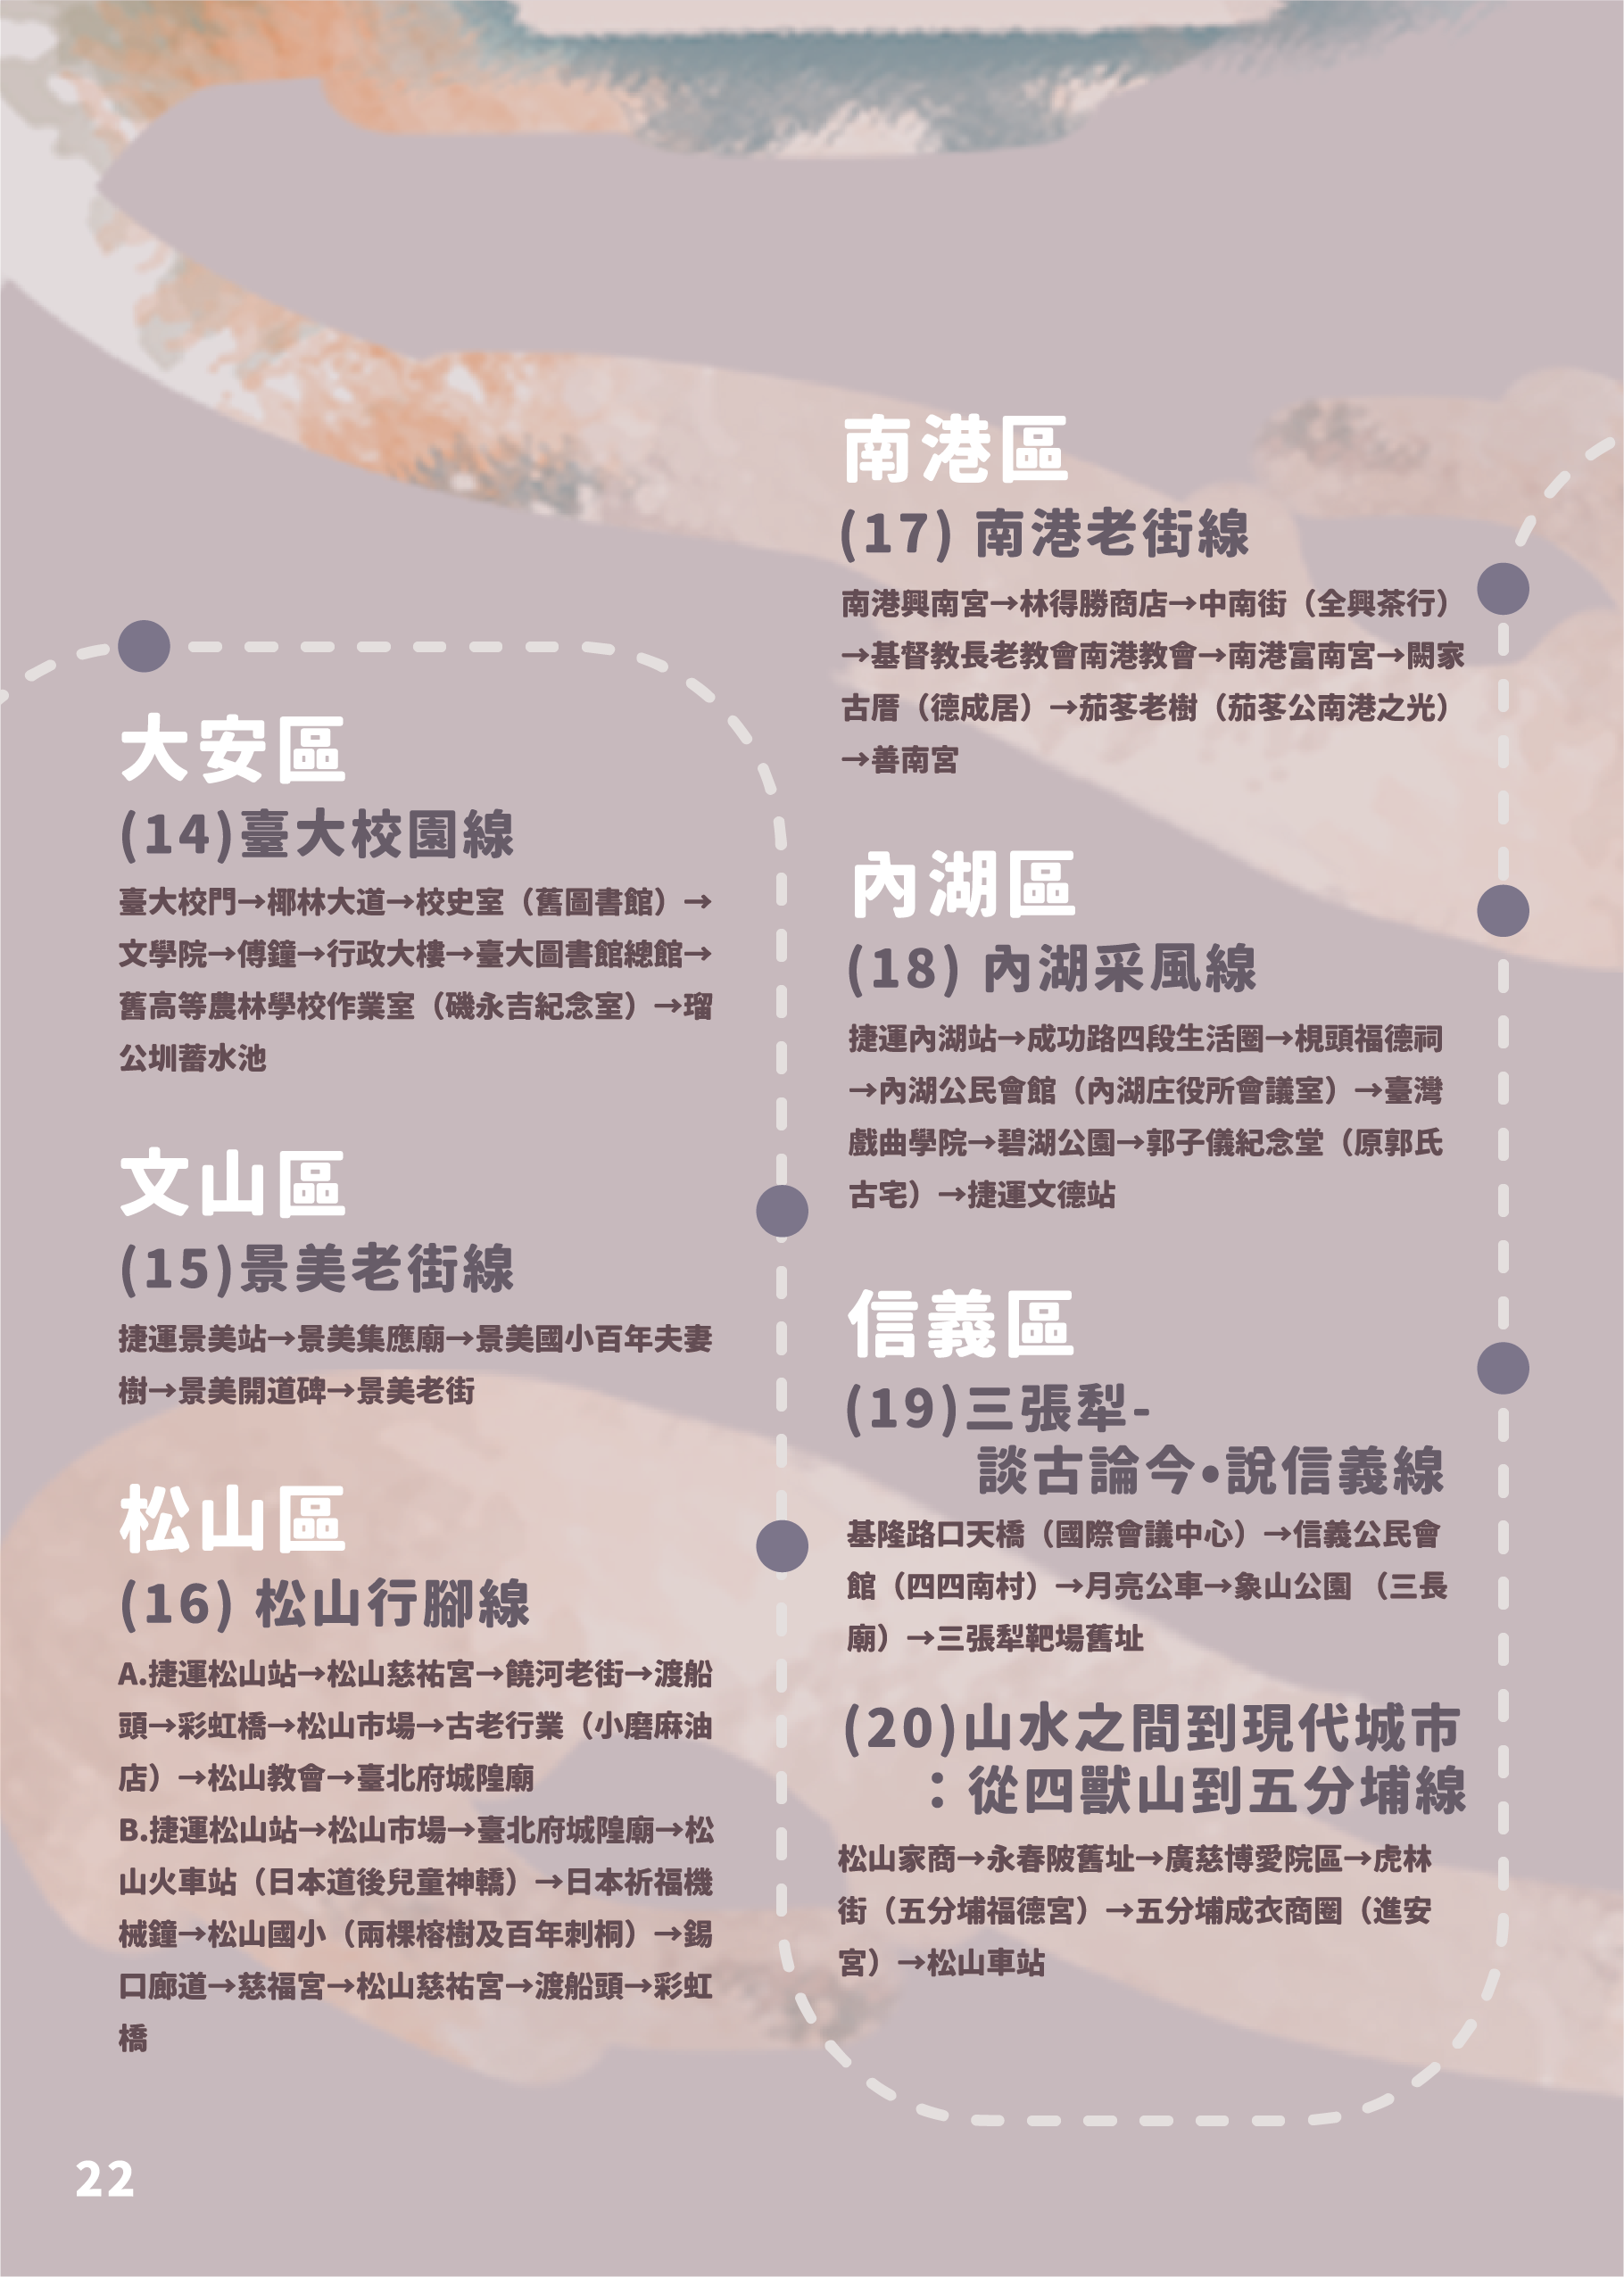 大安區
(14)臺大校園線
臺大校門→椰林大道→校史室（舊圖書館）→
文學院→傅鐘→行政大樓→臺大圖書館總館→
舊高等農林學校作業室（磯永吉紀念室）→瑠
公圳蓄水池
文山區
(15)景美老街線
捷運景美站→景美集應廟→景美國小百年夫妻
樹→景美開道碑→景美老街
松山區
(16) 松山行腳線
A.捷運松山站→松山慈祐宮→饒河老街→渡船
頭→彩虹橋→松山市場→古老行業（小磨麻油
店）→松山教會→臺北府城隍廟
B.捷運松山站→松山市場→臺北府城隍廟→松
山火車站（日本道後兒童神轎）→日本祈福機
械鐘→松山國小（兩棵榕樹及百年刺桐）→錫
口廊道→慈福宮→松山慈祐宮→渡船頭→彩虹
橋
南港區
(17) 南港老街線
南港興南宮→林得勝商店→中南街（全興茶行）
→基督教長老教會南港教會→南港富南宮→闕家
古厝（德成居）→茄苳老樹（茄苳公南港之光）
→善南宮
內湖區
(18) 內湖采風線
捷運內湖站→成功路四段生活圈→梘頭福德祠
→內湖公民會館（內湖庄役所會議室）→臺灣
戲曲學院→碧湖公園→郭子儀紀念堂（原郭氏
古宅）→捷運文德站
信義區
(19)三張犁-
談古論今•說信義線
基隆路口天橋（國際會議中心）→信義公民會
館（四四南村）→月亮公車→象山公園 （三長
廟）→三張犁靶場舊址
(20)山水之間到現代城市
：從四獸山到五分埔線
松山家商→永春陂舊址→廣慈博愛院區→虎林
街（五分埔福德宮）→五分埔成衣商圈（進安
宮）→松山車站
22